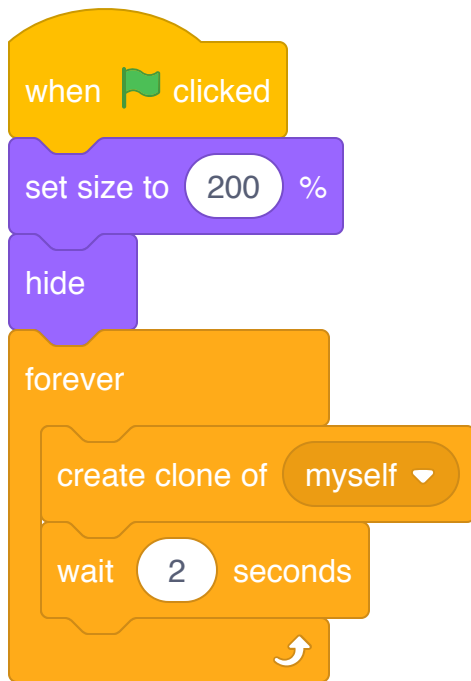 when clicked
set size to 200 %
hide
forever
create clone of myself
wait 2 seconds